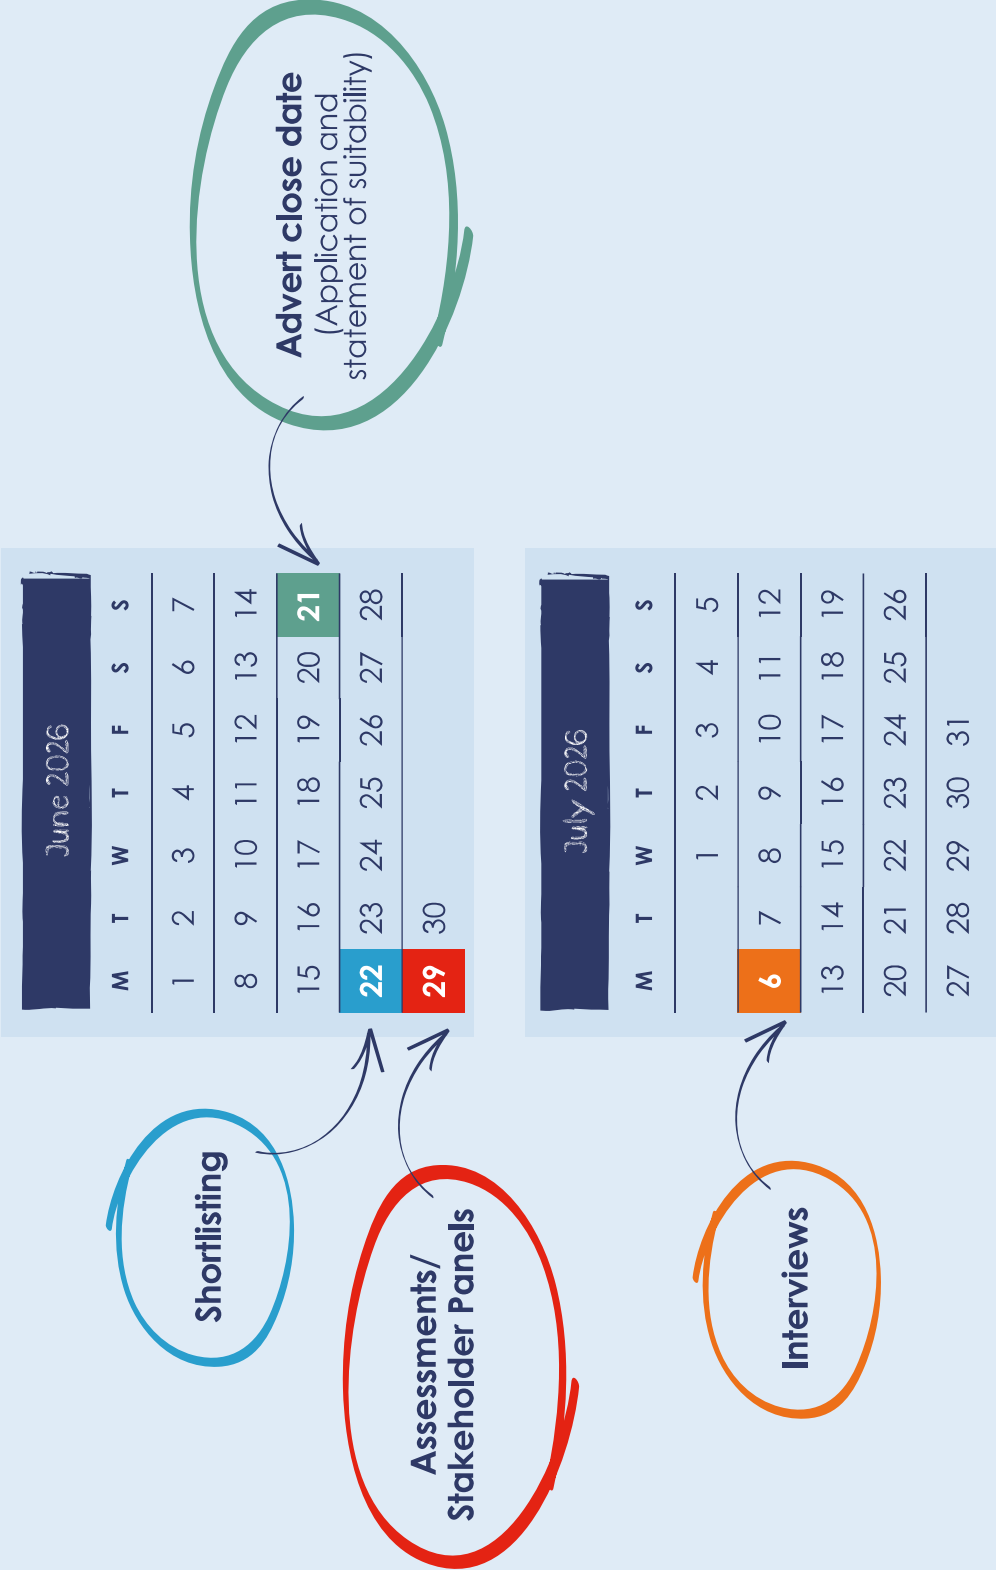 June 2026
M T W T F S S
1 2 3 4 5 6 7
8 9 10 11 12 13 14
15 16 17 18 19 20 21
22 23 24 25 26 27 28
29 30
Advert close date
(Application and
statement of suitability)
Shortlisting
Assessments/
Stakeholder Panels
July 2026
M T W T F S S
1 2 3 4 5
6 7 8 9 10 11 12
13 14 15 16 17 18 19
20 21 22 23 24 25 26
27 28 29 30 31
Interviews